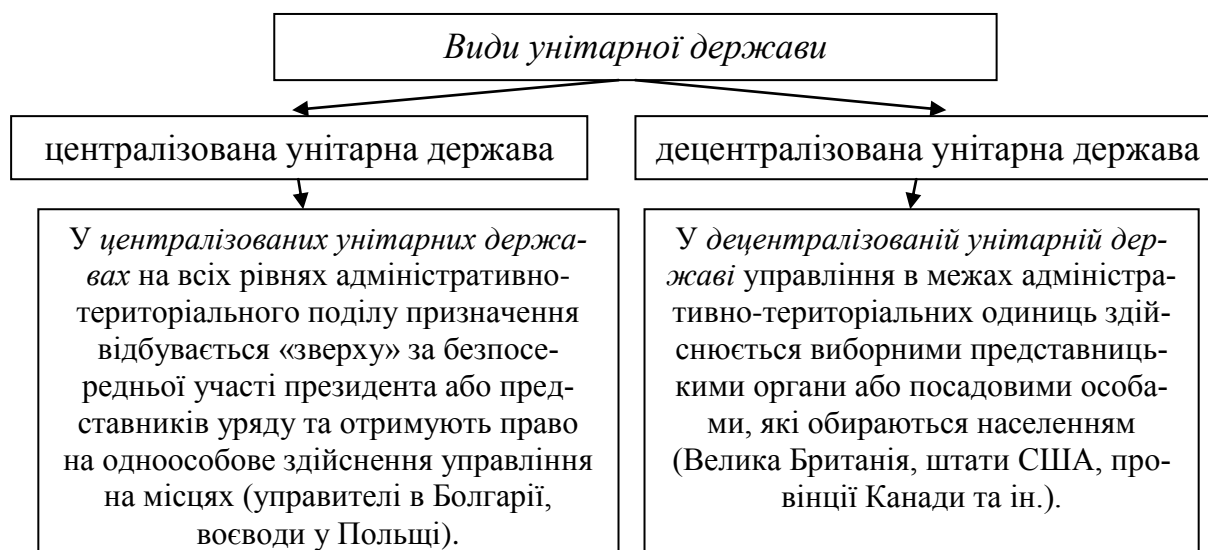 Види унітарної держави
централізована унітарна держава
децентралізована унітарна держава
У централізованих унітарних держа-
вах на всіх рівнях адміністративно-
територіального поділу призначення
відбувається «зверху» за безпосе-
редньої участі президента або пред-
ставників уряду та отримують право
на одноособове здійснення управління
на місцях (управителі в Болгарії,
воєводи у Польщі).
У децентралізованій унітарній дер-
жаві управління в межах адміністра-
тивно-територіальних одиниць здій-
снюється виборними представниць-
кими органи або посадовими особа-
ми, які обираються населенням
(Велика Британія, штати США, про-
вінції Канади та ін.).